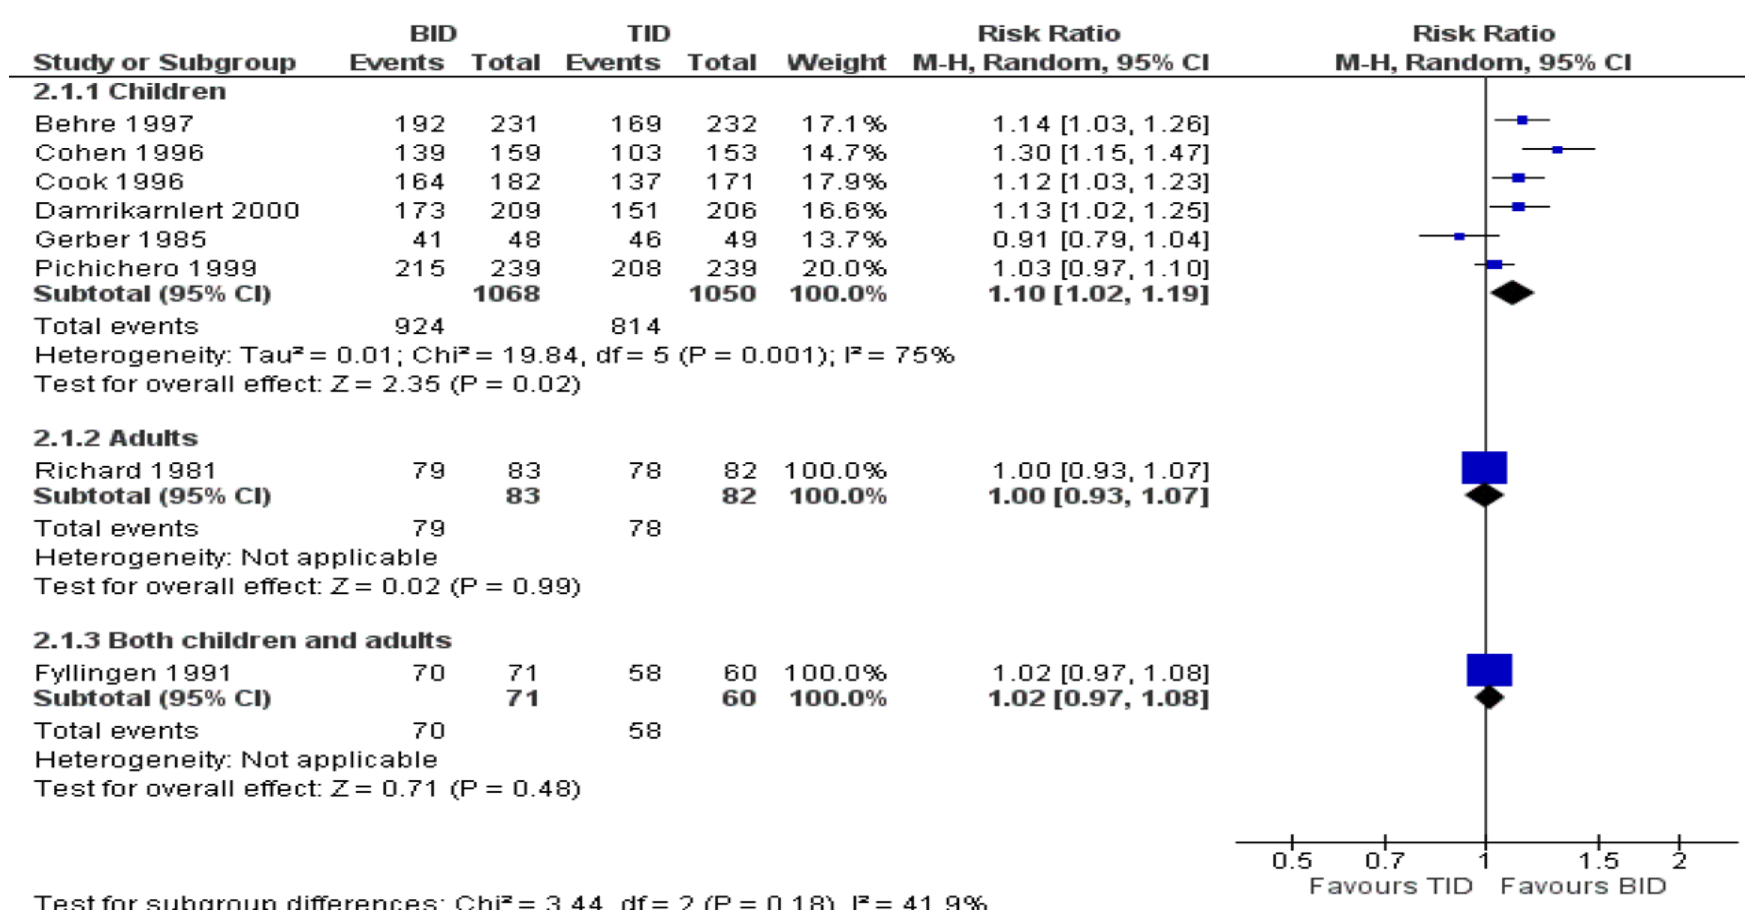 BID TID Risk Ratio Risk Ratio
Study or Subgroup Events Total Events Total Weight M-H, Random, 95% CI M-H, Random, 95% CI
2.1.1 Children
Behre 1997 192 231 169 232 17.1% 1.14 [1.03, 1.26]
Cohen 1996 139 159 103 153 14.7% 1.30 [1.15, 1.47]
Cook 1996 164 182 137 171 17.9% 1.12 [1.03, 1.23]
Damrikarnlert 2000 173 209 151 206 16.6% 1.13 [1.02, 1.25]
Gerber 1985 41 48 46 49 13.7% 0.91 [0.79, 1.04]
Pichichero 1999 215 239 208 239 20.0% 1.03 [0.97, 1.10]
Subtotal (95% CI) 1068 1050 100.0% 1.10 [1.02, 1.19]
Total events 924 814
Heterogeneity: Tau² = 0.01; Chi² = 19.84, df = 5 (P = 0.001); I² = 75%
Test for overall effect: Z = 2.35 (P = 0.02)
2.1.2 Adults
Richard 1981 79 83 78 82 100.0% 1.00 [0.93, 1.07]
Subtotal (95% CI) 83 82 100.0% 1.00 [0.93, 1.07]
Total events 79 78
Heterogeneity: Not applicable
Test for overall effect: Z = 0.02 (P = 0.99)
2.1.3 Both children and adults
Fyllingen 1991 70 71 58 60 100.0% 1.02 [0.97, 1.08]
Subtotal (95% CI) 71 60 100.0% 1.02 [0.97, 1.08]
Total events 70 58
Heterogeneity: Not applicable
Test for overall effect: Z = 0.71 (P = 0.48)
0.5 0.7 1 1.5 2
Favours TID Favours BID
Test for subgroup differences: Chi² = 3.44, df = 2 (P = 0.18), I² = 41.9%